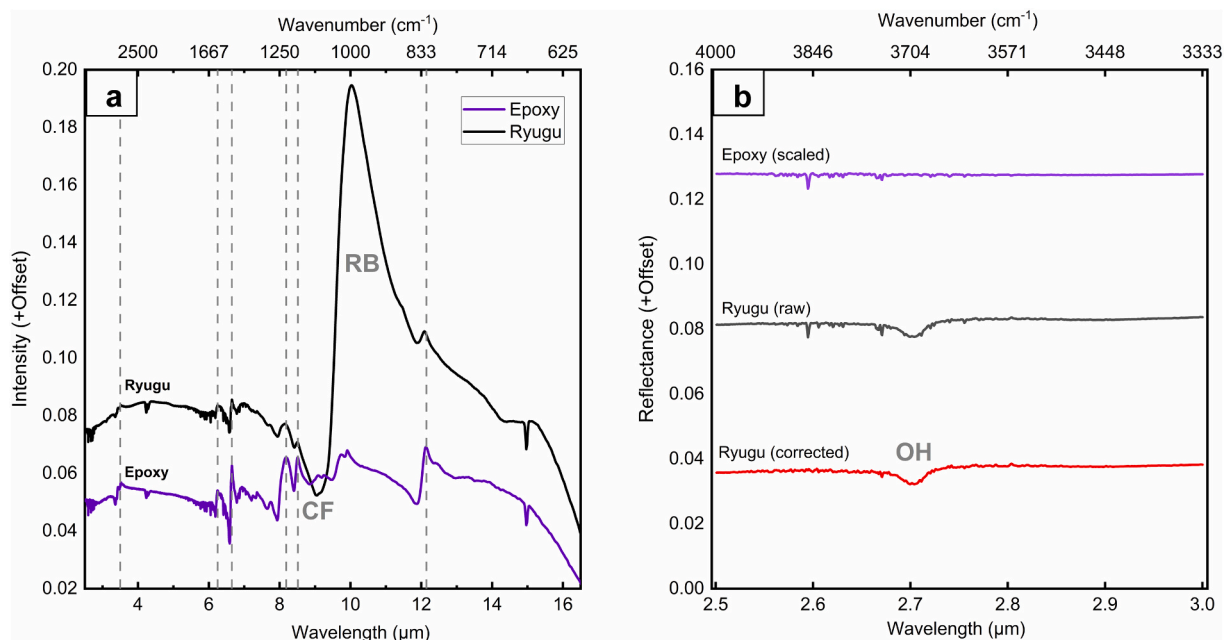 Wavenumber (cm-1)
2500 1667 1250 1000 833 714 625
a
Epoxy
Ryugu
RB
Ryugu
Epoxy
CF
0.20
0.18
0.16
0.14
0.12
0.10
0.08
0.06
0.04
0.02
Intensity (+Offset)
4 6 8 10 12 14 16
Wavelength (µm)
Wavenumber (cm-1)
4000 3846 3704 3571 3448 3333
b
Epoxy (scaled)
Ryugu (raw)
Ryugu (corrected)
OH
0.16
0.14
0.12
0.10
0.08
0.06
0.04
0.02
0.00
Reflectance (+Offset)
2.5 2.6 2.7 2.8 2.9 3.0
Wavelength (µm)